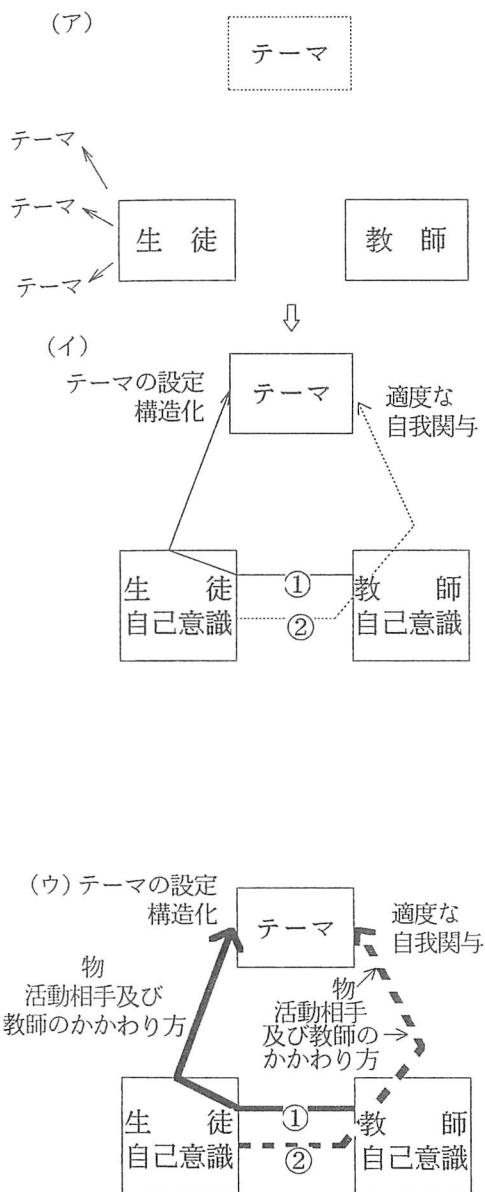 （ア）
テーマ
テーマ
テーマ
テーマ
生　徒
教　師
（イ）
テーマの設定
構造化
テーマ
適度な
自我関与
生　　徒
自己意識
①
②
教　　師
自己意識
（ウ）テーマの設定
構造化
テーマ
適度な
自我関与
物
活動相手及び
教師のかかわり方
物
活動相手
及び教師の
かかわり方
生　　徒
自己意識
①
②
教　　師
自己意識